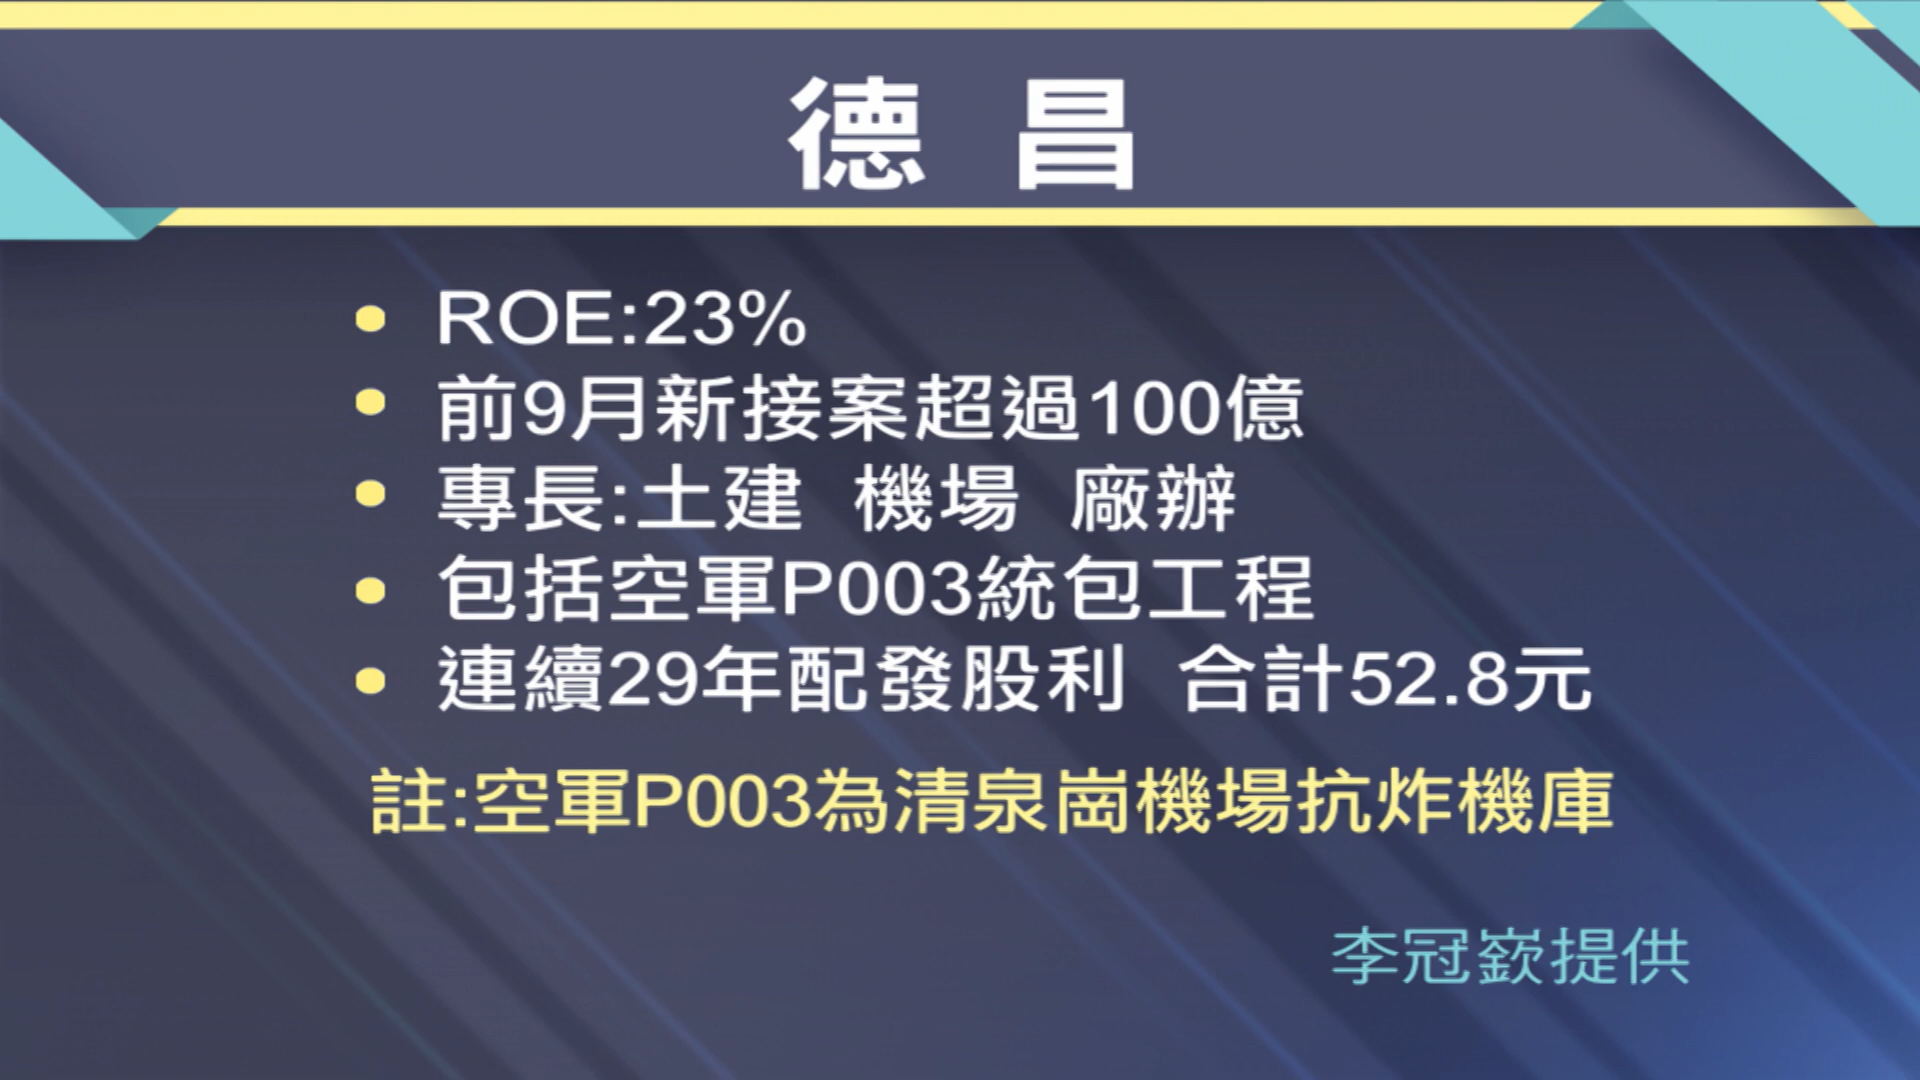 德昌
ROE:23%
前9月新接案超過100億
專長:土建 機場 廠辦
包括空軍P003統包工程
連續29年配發股利 合計52.8元
註:空軍P003為清泉崗機場抗炸機庫
李冠嶔提供